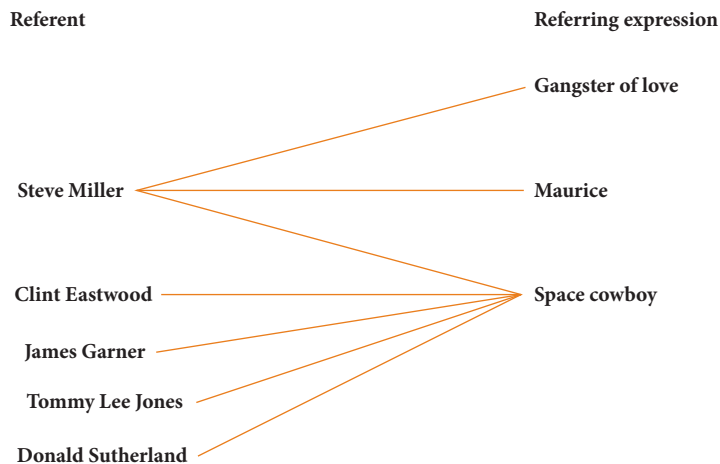 Referent
Referring expression
Gangster of love
Steve Miller
Maurice
Clint Eastwood
Space cowboy
James Garner
Tommy Lee Jones
Donald Sutherland